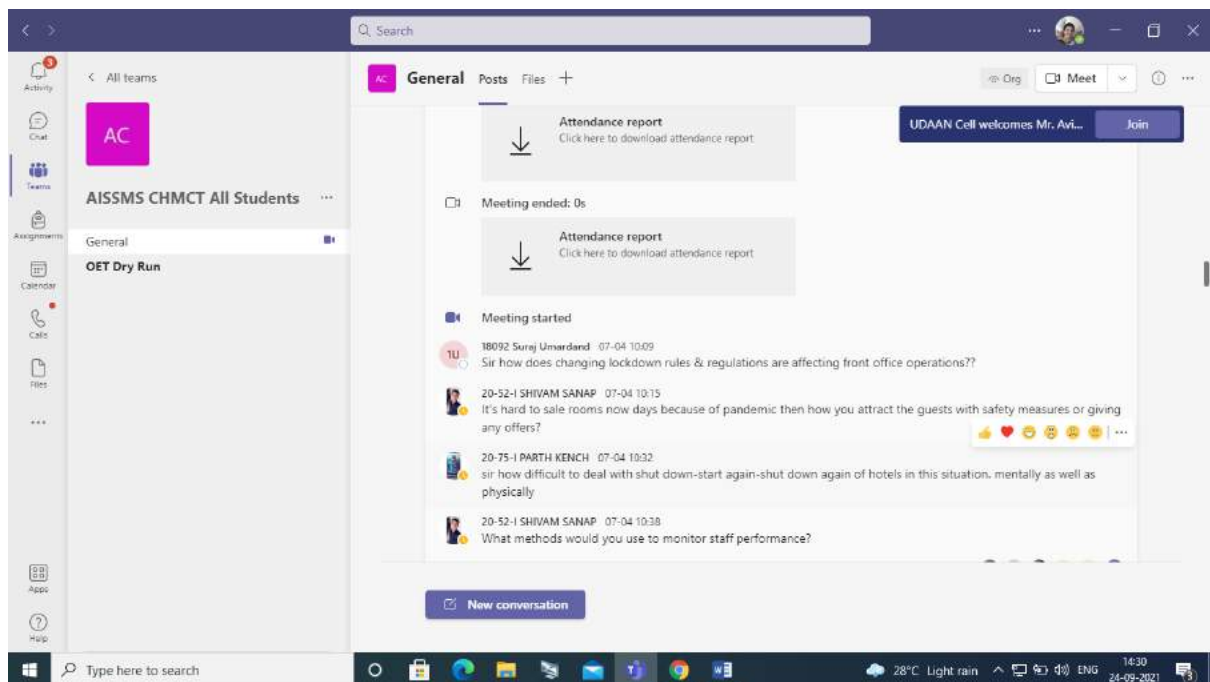 Search
3
Activity
Chat
Teams
Assignments
Calendar
Calls
Files
Apps
Help
All teams
AC
AISSMS CHMCT All Students
General
OET Dry Run
AC
General Posts Files
Org
Meet
UDAAN Cell welcomes Mr. Avi... Join
Attendance report
Click here to download attendance report
Meeting ended: 0s
Attendance report
Click here to download attendance report
Meeting started
1U
18092 Suraj Umardand 07-04 10:09
Sir how does changing lockdown rules & regulations are affecting front office operations??
20-52-I SHIVAM SANAP 07-04 10:15
It's hard to sale rooms now days because of pandemic then how you attract the guests with safety measures or giving
any offers?
20-75-I PARTH KENCH 07-04 10:32
sir how difficult to deal with shut down-start again-shut down again of hotels in this situation. mentally as well as
physically
20-52-I SHIVAM SANAP 07-04 10:38
What methods would you use to monitor staff performance?
New conversation
Type here to search
28°C Light rain
ENG
14:30
24-09-2021